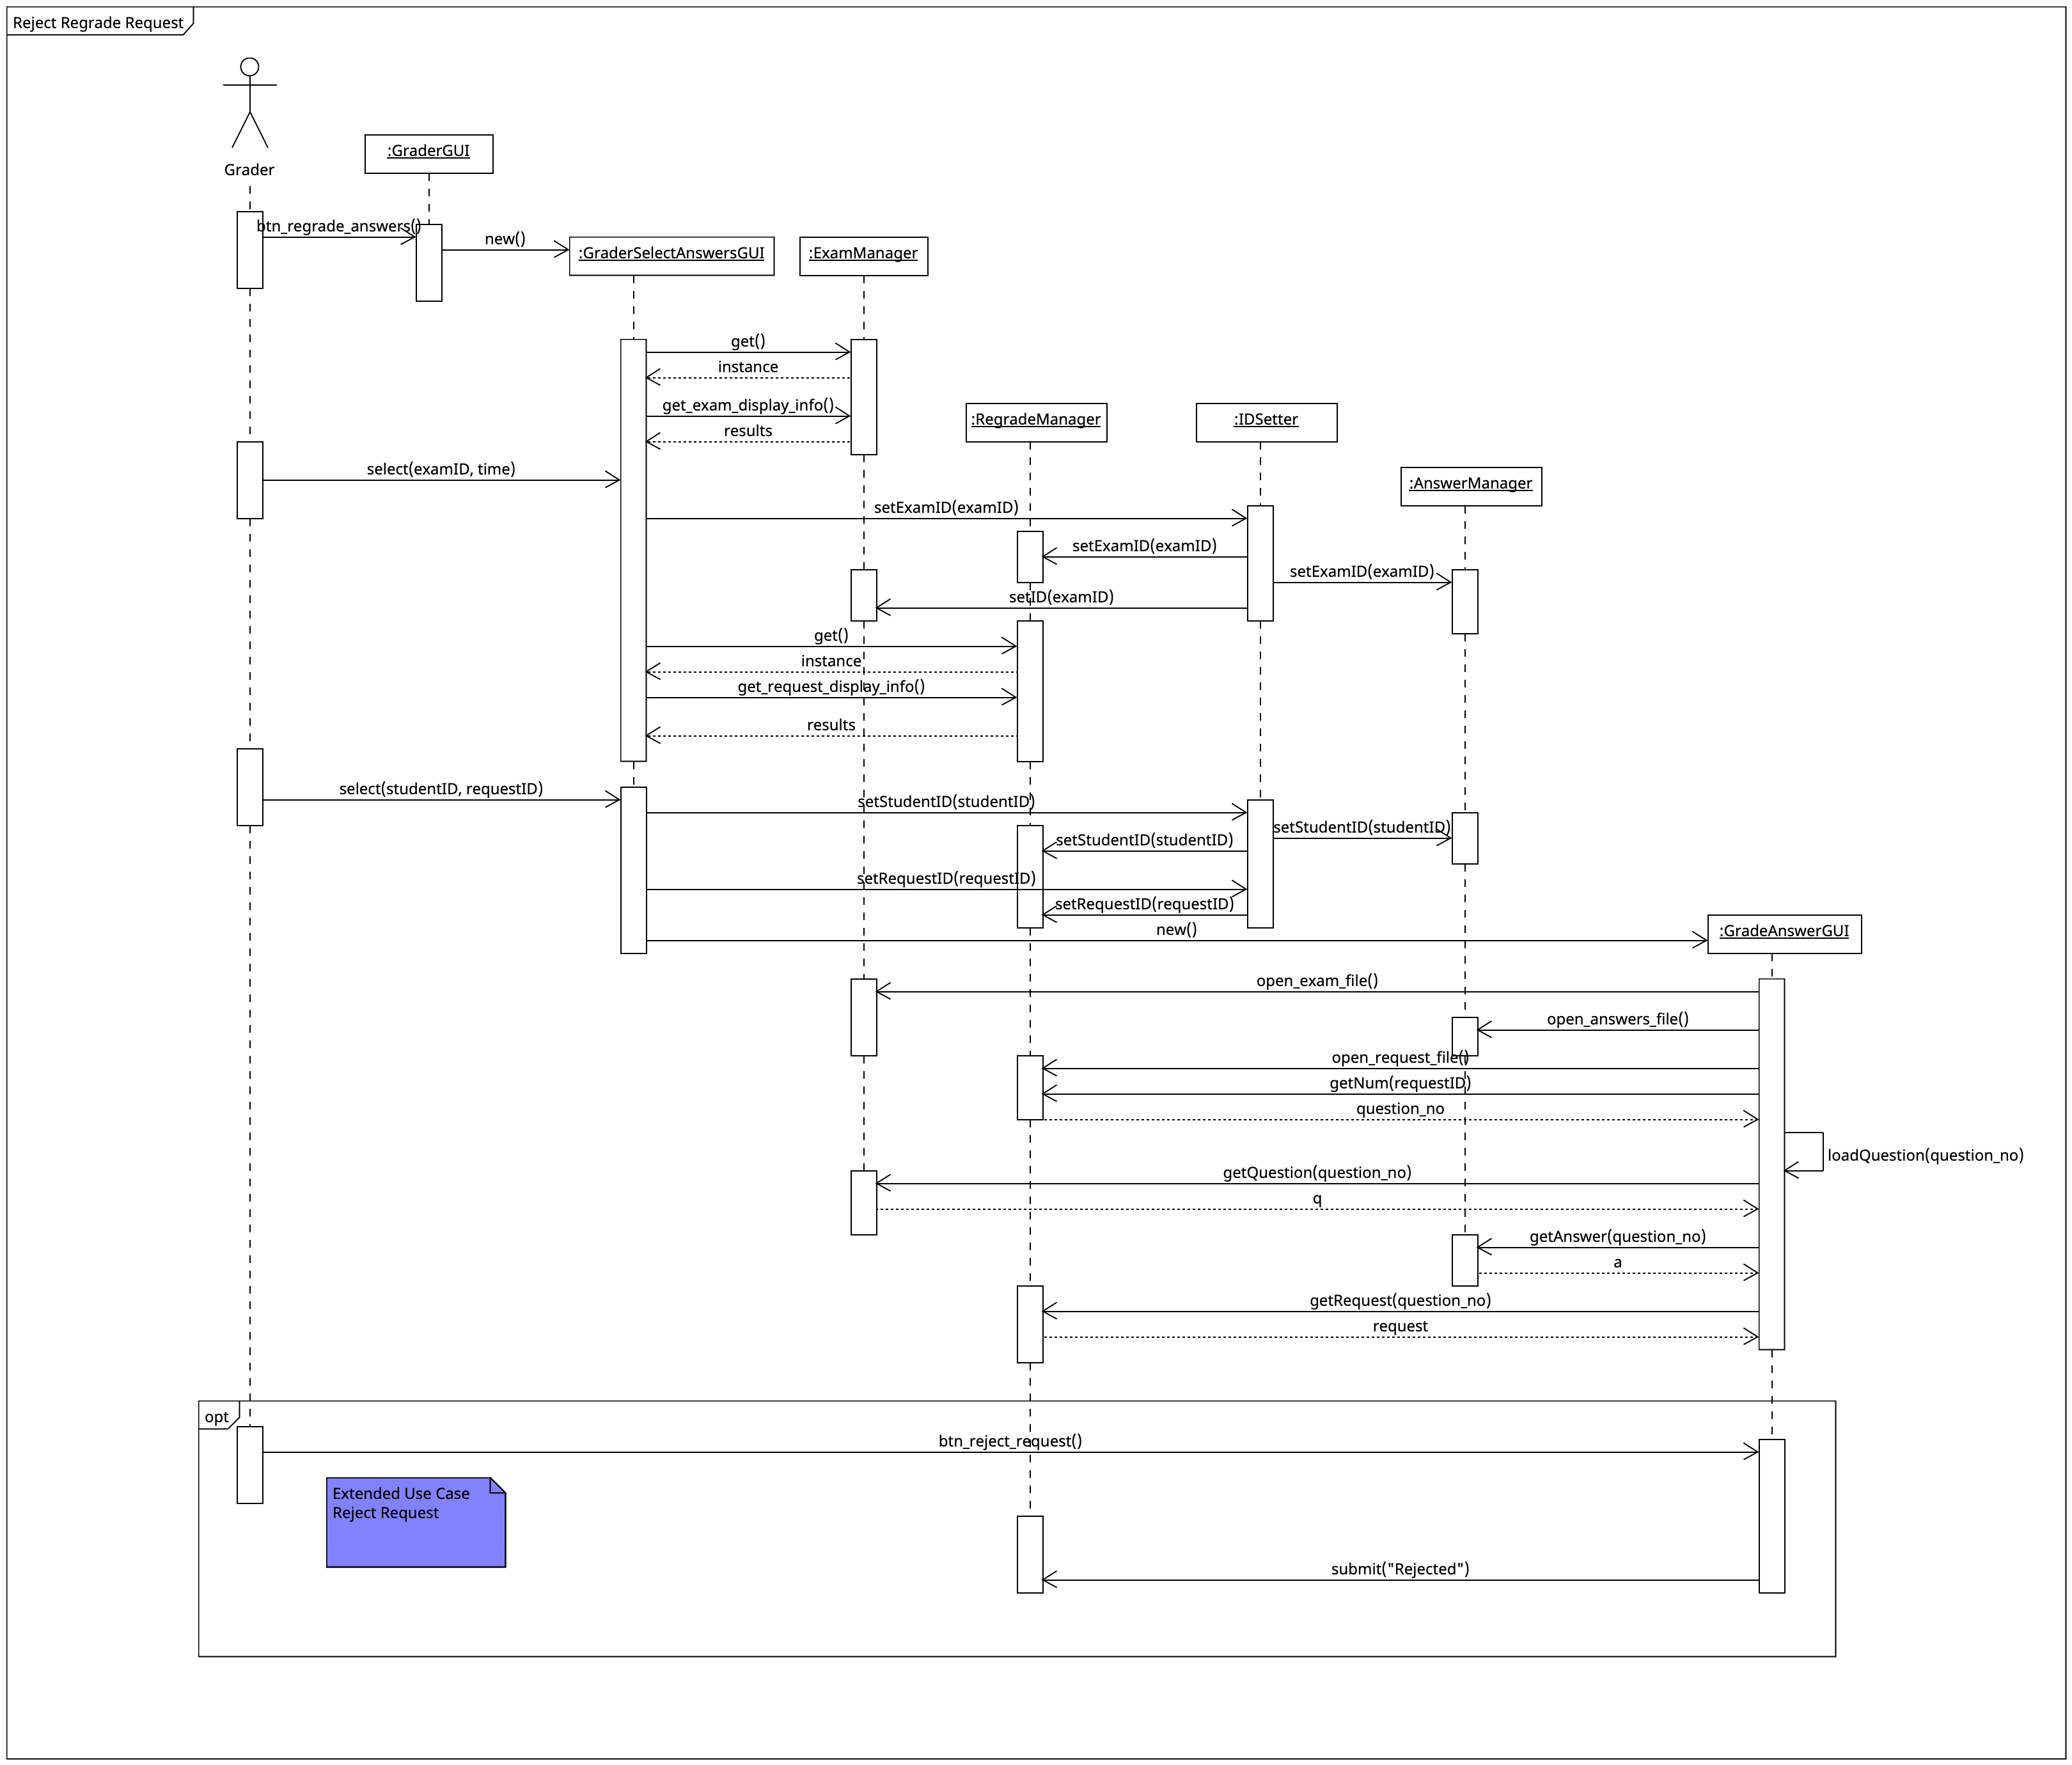 Reject Regrade Request
Grader
:GraderGUI
btn_regrade_answers()
new()
:GraderSelectAnswersGUI
:ExamManager
get()
instance
get_exam_display_info()
results
:RegradeManager
:IDSetter
select(examID, time)
:AnswerManager
setExamID(examID)
setExamID(examID)
setExamID(examID)
setID(examID)
get()
instance
get_request_display_info()
results
select(studentID, requestID)
setStudentID(studentID)
setStudentID(studentID)
setStudentID(studentID)
setRequestID(requestID)
setRequestID(requestID)
new()
:GradeAnswerGUI
open_exam_file()
open_answers_file()
open_request_file()
getNum(requestID)
question_no
loadQuestion(question_no)
getQuestion(question_no)
q
getAnswer(question_no)
a
getRequest(question_no)
request
opt
btn_reject_request()
Extended Use Case
Reject Request
submit("Rejected")